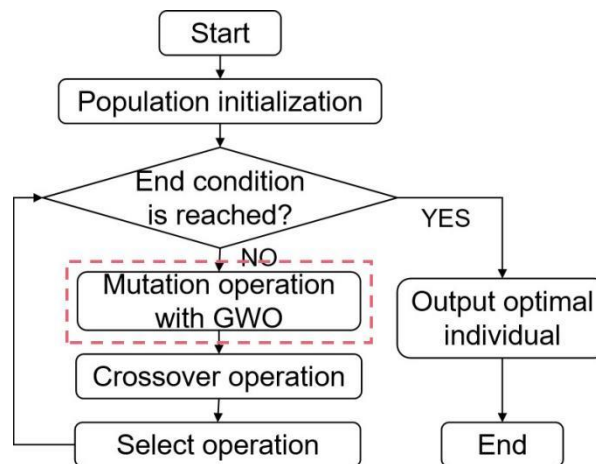 Start
Population initialization
End condition
is reached?
YES
NO
Mutation operation
with GWO
Output optimal
individual
Crossover operation
Select operation
End